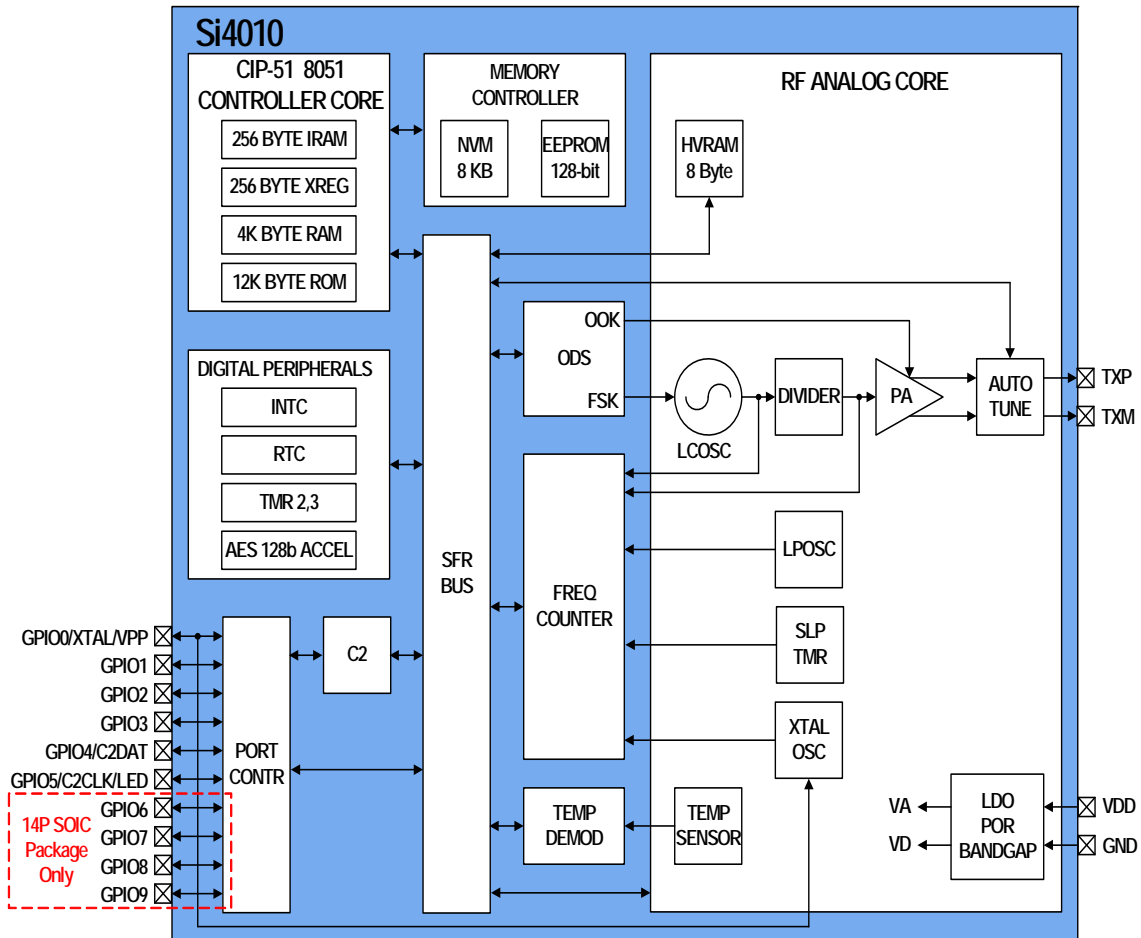 Si4010
CIP-51 8051
CONTROLLER CORE
256 BYTE IRAM
256 BYTE XREG
4K BYTE RAM
12K BYTE ROM
MEMORY
CONTROLLER
NVM
8 KB
EEPROM
128-bit
RF ANALOG CORE
HVRAM
8 Byte
OOK
ODS
FSK
LCOSC
DIVIDER
PA
AUTO
TUNE
TXP
TXM
DIGITAL PERIPHERALS
INTC
RTC
TMR 2,3
AES 128b ACCEL
SFR
BUS
FREQ
COUNTER
LPOSC
SLP
TMR
XTAL
OSC
GPIO0/XTAL/VPP
GPIO1
GPIO2
GPIO3
GPIO4/C2DAT
GPIO5/C2CLK/LED
GPIO6
GPIO7
GPIO8
GPIO9
14P SOIC
Package
Only
PORT
CONTR
C2
TEMP
DEMOD
TEMP
SENSOR
VA
VD
LDO
POR
BANDGAP
VDD
GND